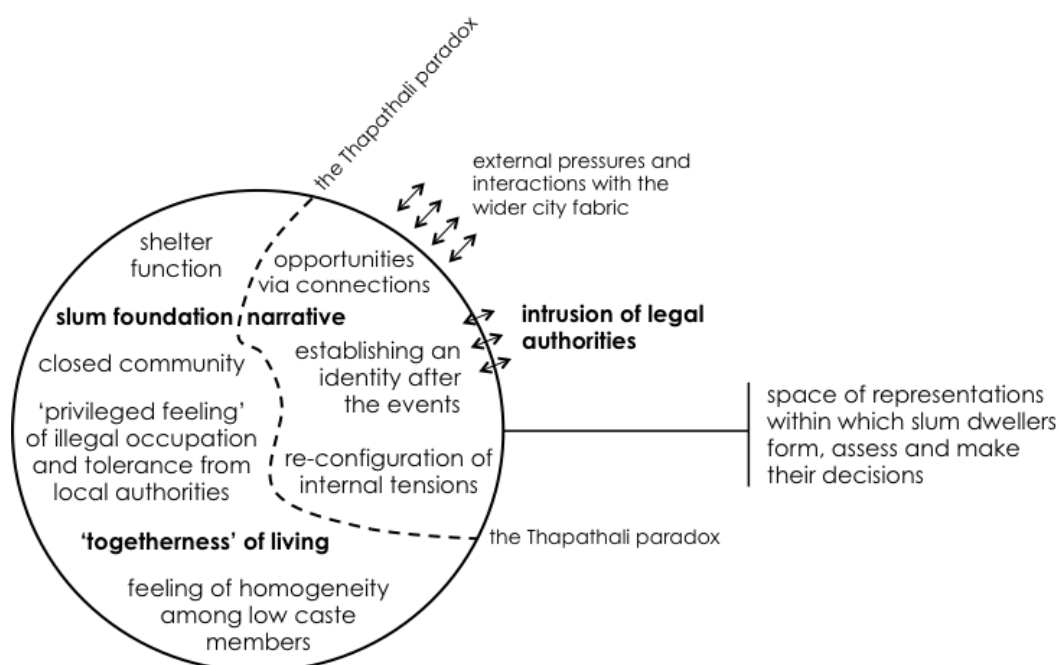 the Thapathali paradox
external pressures and
interactions with the
wider city fabric
shelter
function
opportunities
via connections
slum foundation narrative
intrusion of legal
authorities
closed community
establishing an
identity after
the events
‘privileged feeling’
of illegal occupation
and tolerance from
local authorities
re-configuration of
internal tensions
space of representations
within which slum dwellers
form, assess and make
their decisions
the Thapathali paradox
‘togetherness’ of living
feeling of homogeneity
among low caste
members